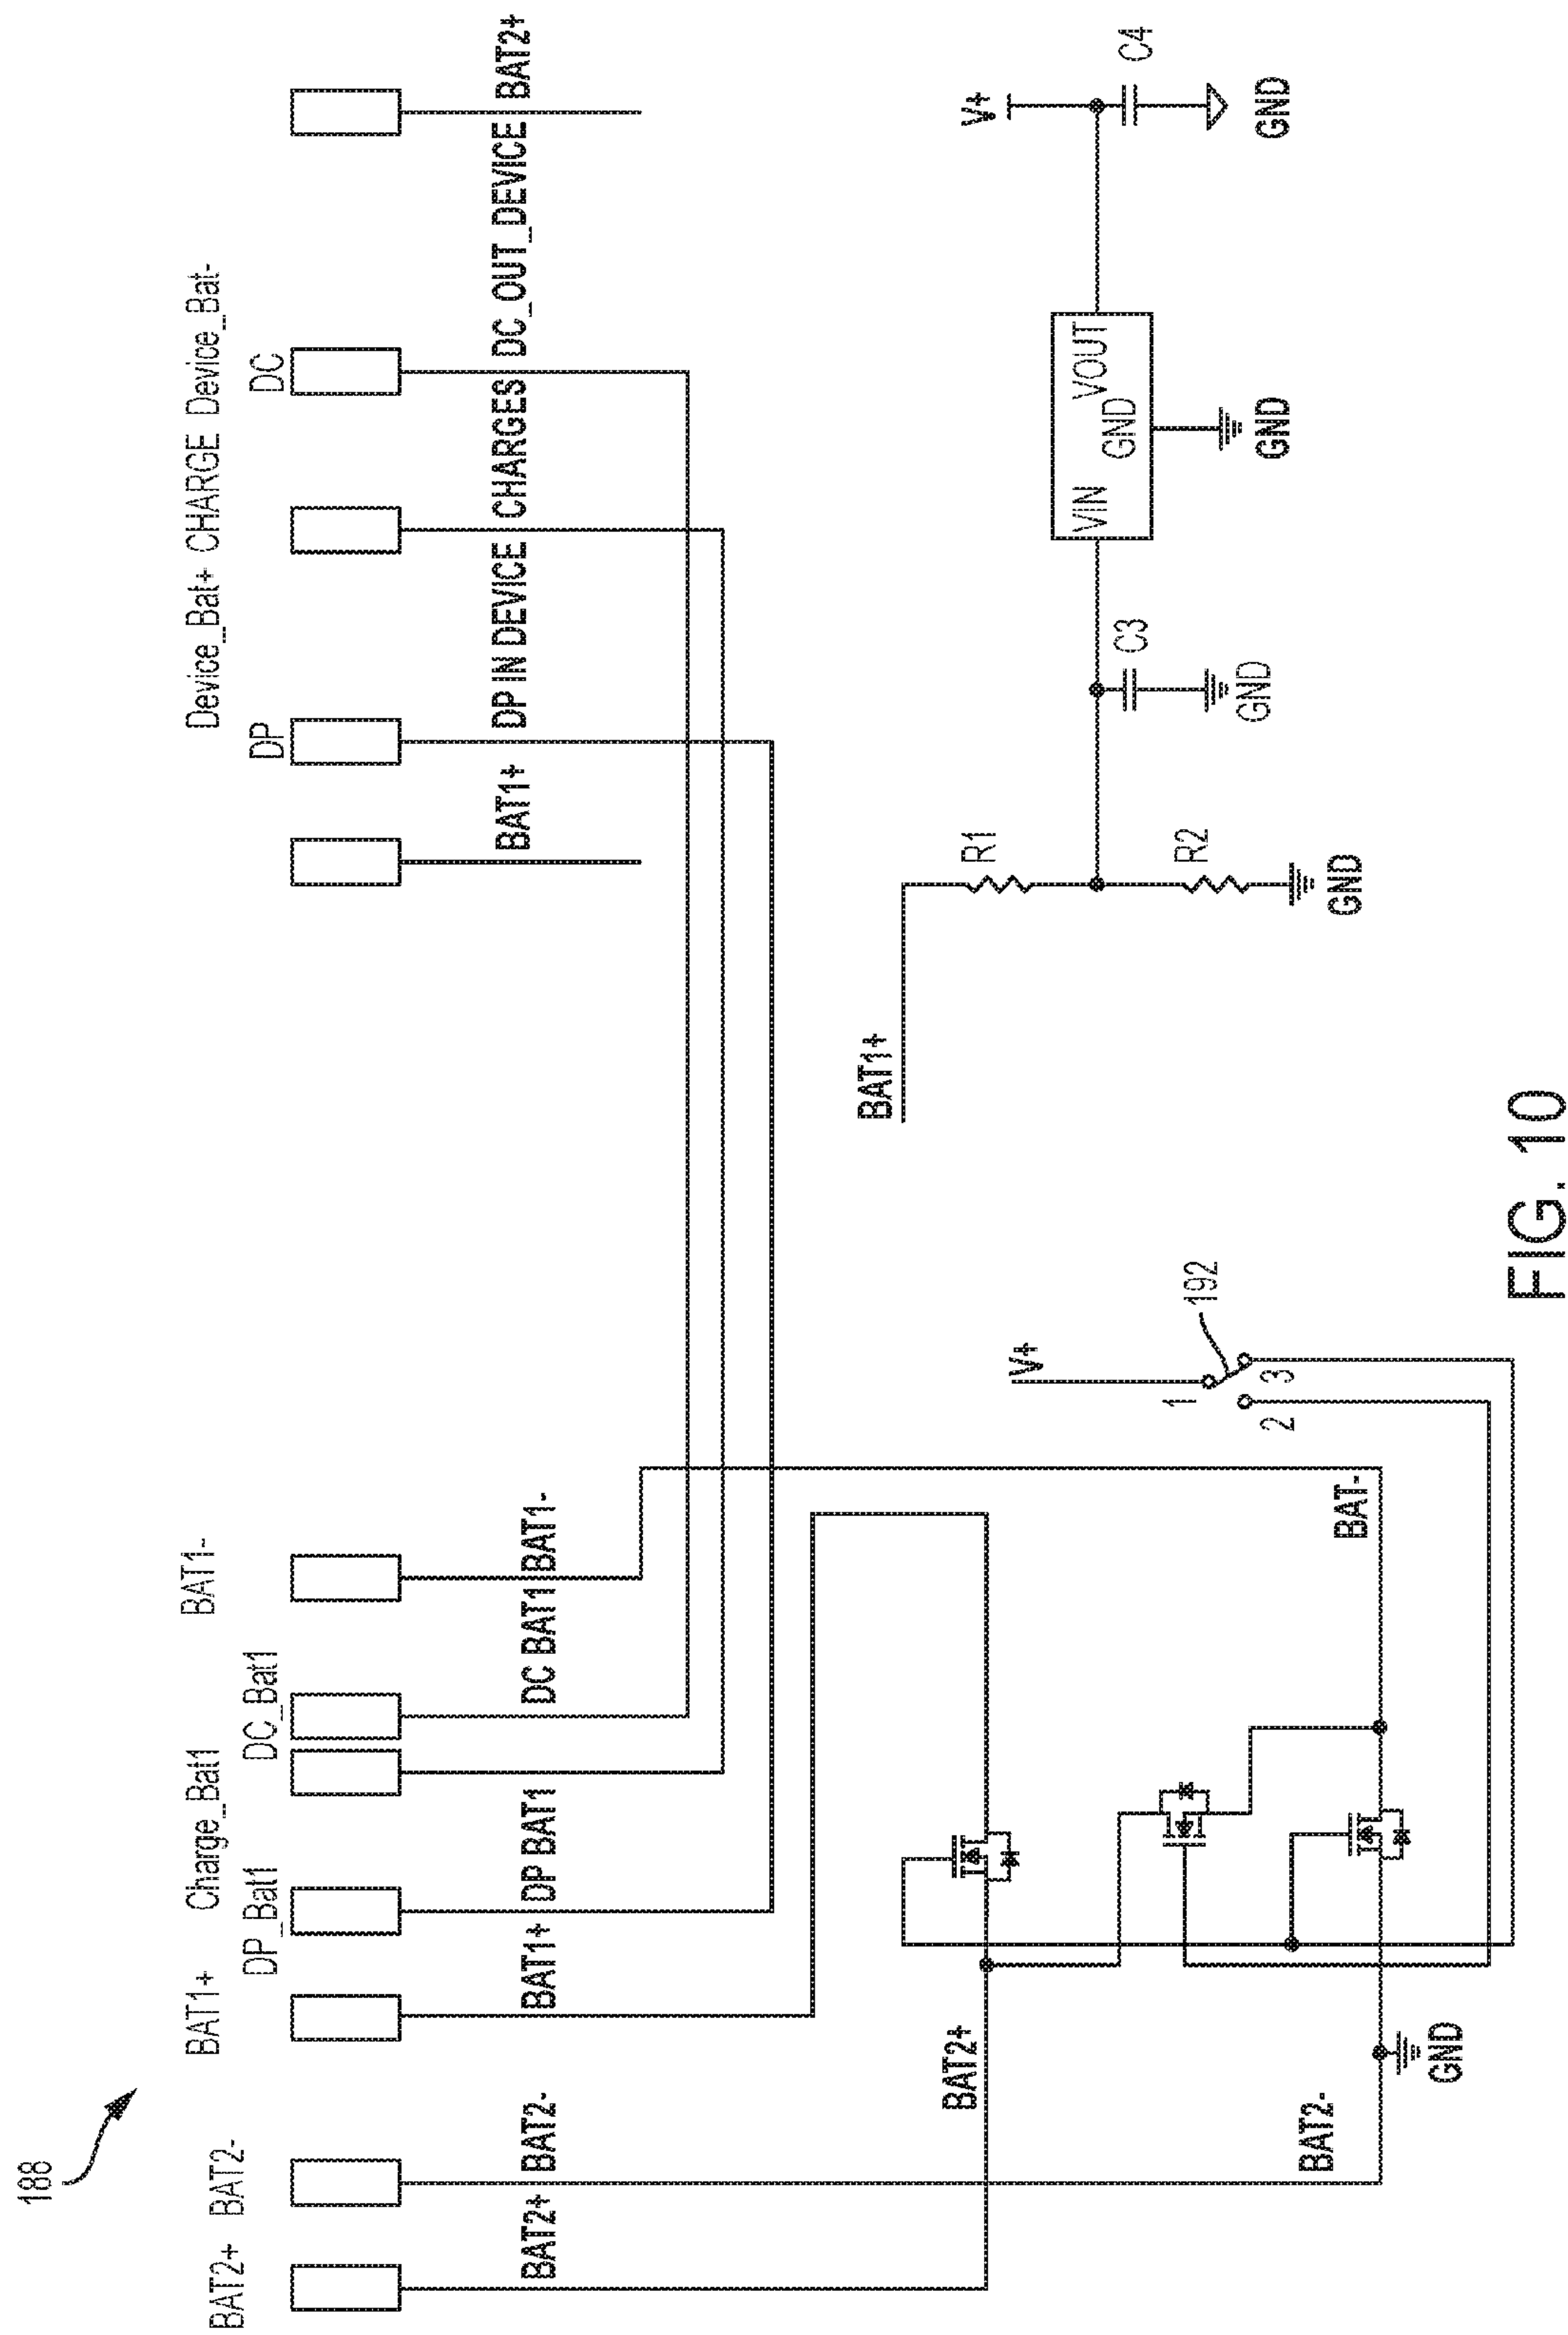 188
BAT2+ BAT2-
BAT1+ Charge_Bat1 BAT1-
DP_Bat1 DC_Bat1
Device_Bat+ CHARGE Device_Bat-
DP DC
BAT2+ BAT2- BAT1+ DP BAT1 DC BAT1 BAT1-
BAT1+ DP IN DEVICE CHARGES DC_OUT_DEVICE BAT2+
BAT2+
BAT2-
GND
BAT-
V+
1
2 3
192
BAT1+
R1
R2
GND
C3
GND
VIN VOUT
GND
GND
V+
C4
GND
FIG. 10